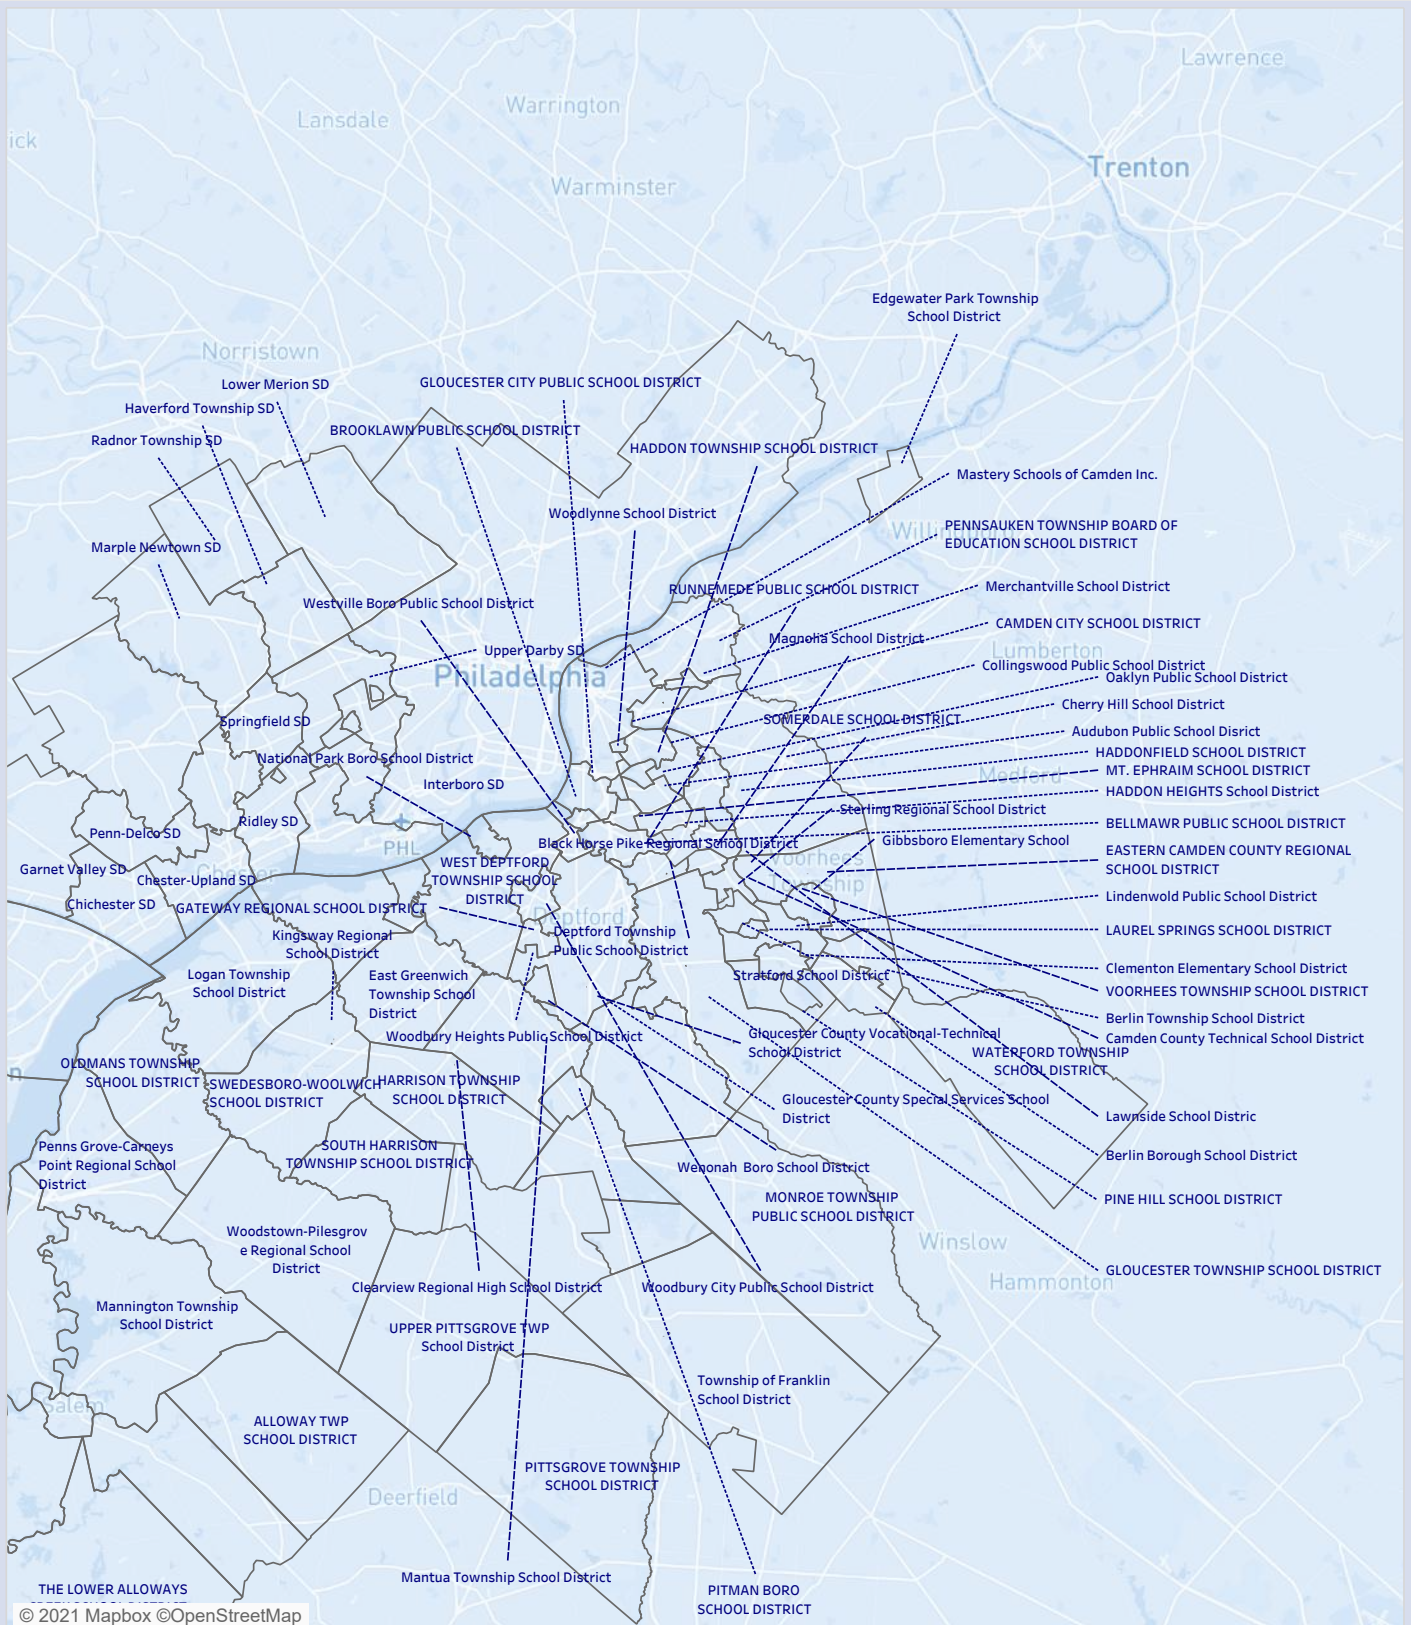 Lawrence
Warrington
Lansdale
ick
Trenton
Warminster
Edgewater Park Township
School District
Norristown
Lower Merion SD
GLOUCESTER CITY PUBLIC SCHOOL DISTRICT
Haverford Township SD
BROOKLAWN PUBLIC SCHOOL DISTRICT
Radnor Township SD
HADDON TOWNSHIP SCHOOL DISTRICT
Mastery Schools of Camden Inc.
Woodlynne School District
PENNSAUKEN TOWNSHIP BOARD OF
EDUCATION SCHOOL DISTRICT
Marple Newtown SD
Merchantville School District
RUNNEMEDE PUBLIC SCHOOL DISTRICT
Westville Boro Public School District
CAMDEN CITY SCHOOL DISTRICT
Magnolia School District
Lumberton
Upper Darby SD
Collingswood Public School District
Philadelphia
Oaklyn Public School District
Cherry Hill School District
Springfield SD
SOMERDALE SCHOOL DISTRICT
Audubon Public School Disrict
HADDONFIELD SCHOOL DISTRICT
National Park Boro School District
MT. EPHRAIM SCHOOL DISTRICT
Medford
Interboro SD
HADDON HEIGHTS School District
Sterling Regional School District
Ridley SD
BELLMAWR PUBLIC SCHOOL DISTRICT
Penn-Delco SD
Black Horse Pike Regional School District
Gibbsboro Elementary School
PHL
EASTERN CAMDEN COUNTY REGIONAL
SCHOOL DISTRICT
Voorhees
Township
WEST DEPTFORD
TOWNSHIP SCHOOL
DISTRICT
Garnet Valley SD
Chester
Chester-Upland SD
Lindenwold Public School District
Chichester SD
GATEWAY REGIONAL SCHOOL DISTRICT
Deptford
LAUREL SPRINGS SCHOOL DISTRICT
Deptford Township
Public School District
Kingsway Regional
School District
Clementon Elementary School District
Logan Township
School District
East Greenwich
Township School
District
Stratford School District
VOORHEES TOWNSHIP SCHOOL DISTRICT
Berlin Township School District
Woodbury Heights Public School District
Gloucester County Vocational-Technical
School District
Camden County Technical School District
WATERFORD TOWNSHIP
SCHOOL DISTRICT
n
OLDMANS TOWNSHIP
SCHOOL DISTRICT
SWEDESBORO-WOOLWICH
SCHOOL DISTRICT
HARRISON TOWNSHIP
SCHOOL DISTRICT
Gloucester County Special Services School
District
Lawnside School Distric
Penns Grove-Carneys
Point Regional School
District
SOUTH HARRISON
TOWNSHIP SCHOOL DISTRICT
Berlin Borough School District
Wenonah Boro School District
MONROE TOWNSHIP
PUBLIC SCHOOL DISTRICT
PINE HILL SCHOOL DISTRICT
Woodstown-Pilesgrov
e Regional School
District
Winslow
GLOUCESTER TOWNSHIP SCHOOL DISTRICT
Hammonton
Clearview Regional High School District
Woodbury City Public School District
Mannington Township
School District
UPPER PITTSGROVE TWP
School District
Township of Franklin
School District
Salem
ALLOWAY TWP
SCHOOL DISTRICT
PITTSGROVE TOWNSHIP
SCHOOL DISTRICT
Deerfield
Mantua Township School District
THE LOWER ALLOWAYS
PITMAN BORO
SCHOOL DISTRICT
© 2021 Mapbox ©OpenStreetMap